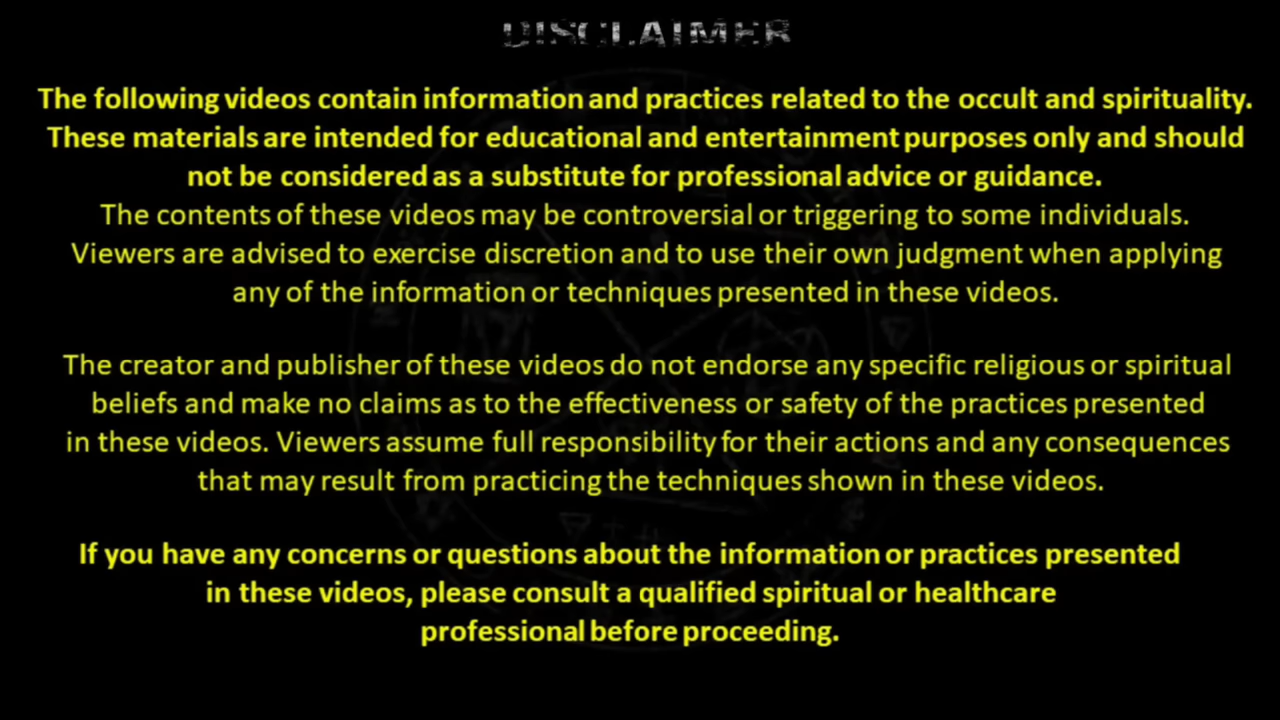 DISCLAIMER
The following videos contain information and practices related to the occult and spirituality.
These materials are intended for educational and entertainment purposes only and should
not be considered as a substitute for professional advice or guidance.
The contents of these videos may be controversial or triggering to some individuals.
Viewers are advised to exercise discretion and to use their own judgment when applying
any of the information or techniques presented in these videos.
The creator and publisher of these videos do not endorse any specific religious or spiritual
beliefs and make no claims as to the effectiveness or safety of the practices presented
in these videos. Viewers assume full responsibility for their actions and any consequences
that may result from practicing the techniques shown in these videos.
If you have any concerns or questions about the information or practices presented
in these videos, please consult a qualified spiritual or healthcare
professional before proceeding.